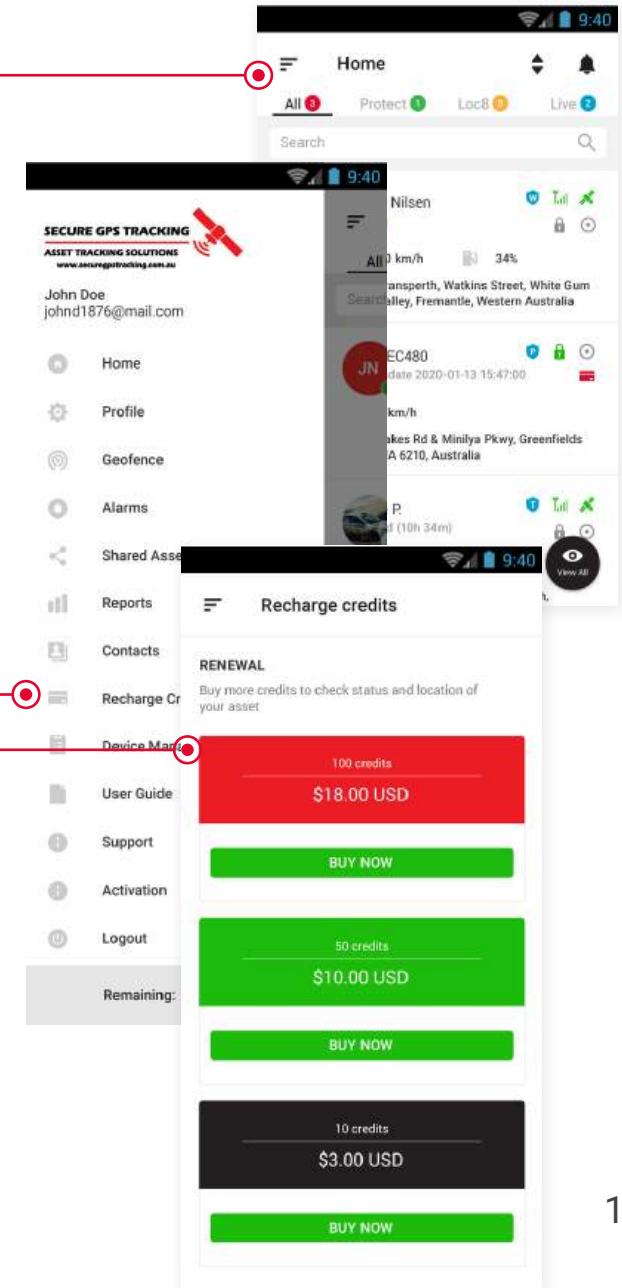 9:40
Home
All 3
Protect 1
Loc8
Live 2
Search
Nilsen
W
km/h
34%
ansperth, Watkins Street, White Gum
alley, Fremantle, Western Australia
JN
EC480
P
date 2020-01-13 15:47:00
km/h
akes Rd & Minilya Pkwy, Greenfields
A 6210, Australia
P.
T
d (10h 34m)
View All
h,
9:40
SECURE GPS TRACKING
ASSET TRACKING SOLUTIONS
www.securegpstracking.com.au
All
Search
John Doe
johnd1876@mail.com
Home
Profile
Geofence
Alarms
Shared Asse
Reports
Contacts
Recharge Cr
Device Mana
User Guide
Support
Activation
Logout
Remaining:
9:40
Recharge credits
RENEWAL
Buy more credits to check status and location of
your asset
100 credits
$18.00 USD
BUY NOW
50 credits
$10.00 USD
BUY NOW
10 credits
$3.00 USD
BUY NOW
1